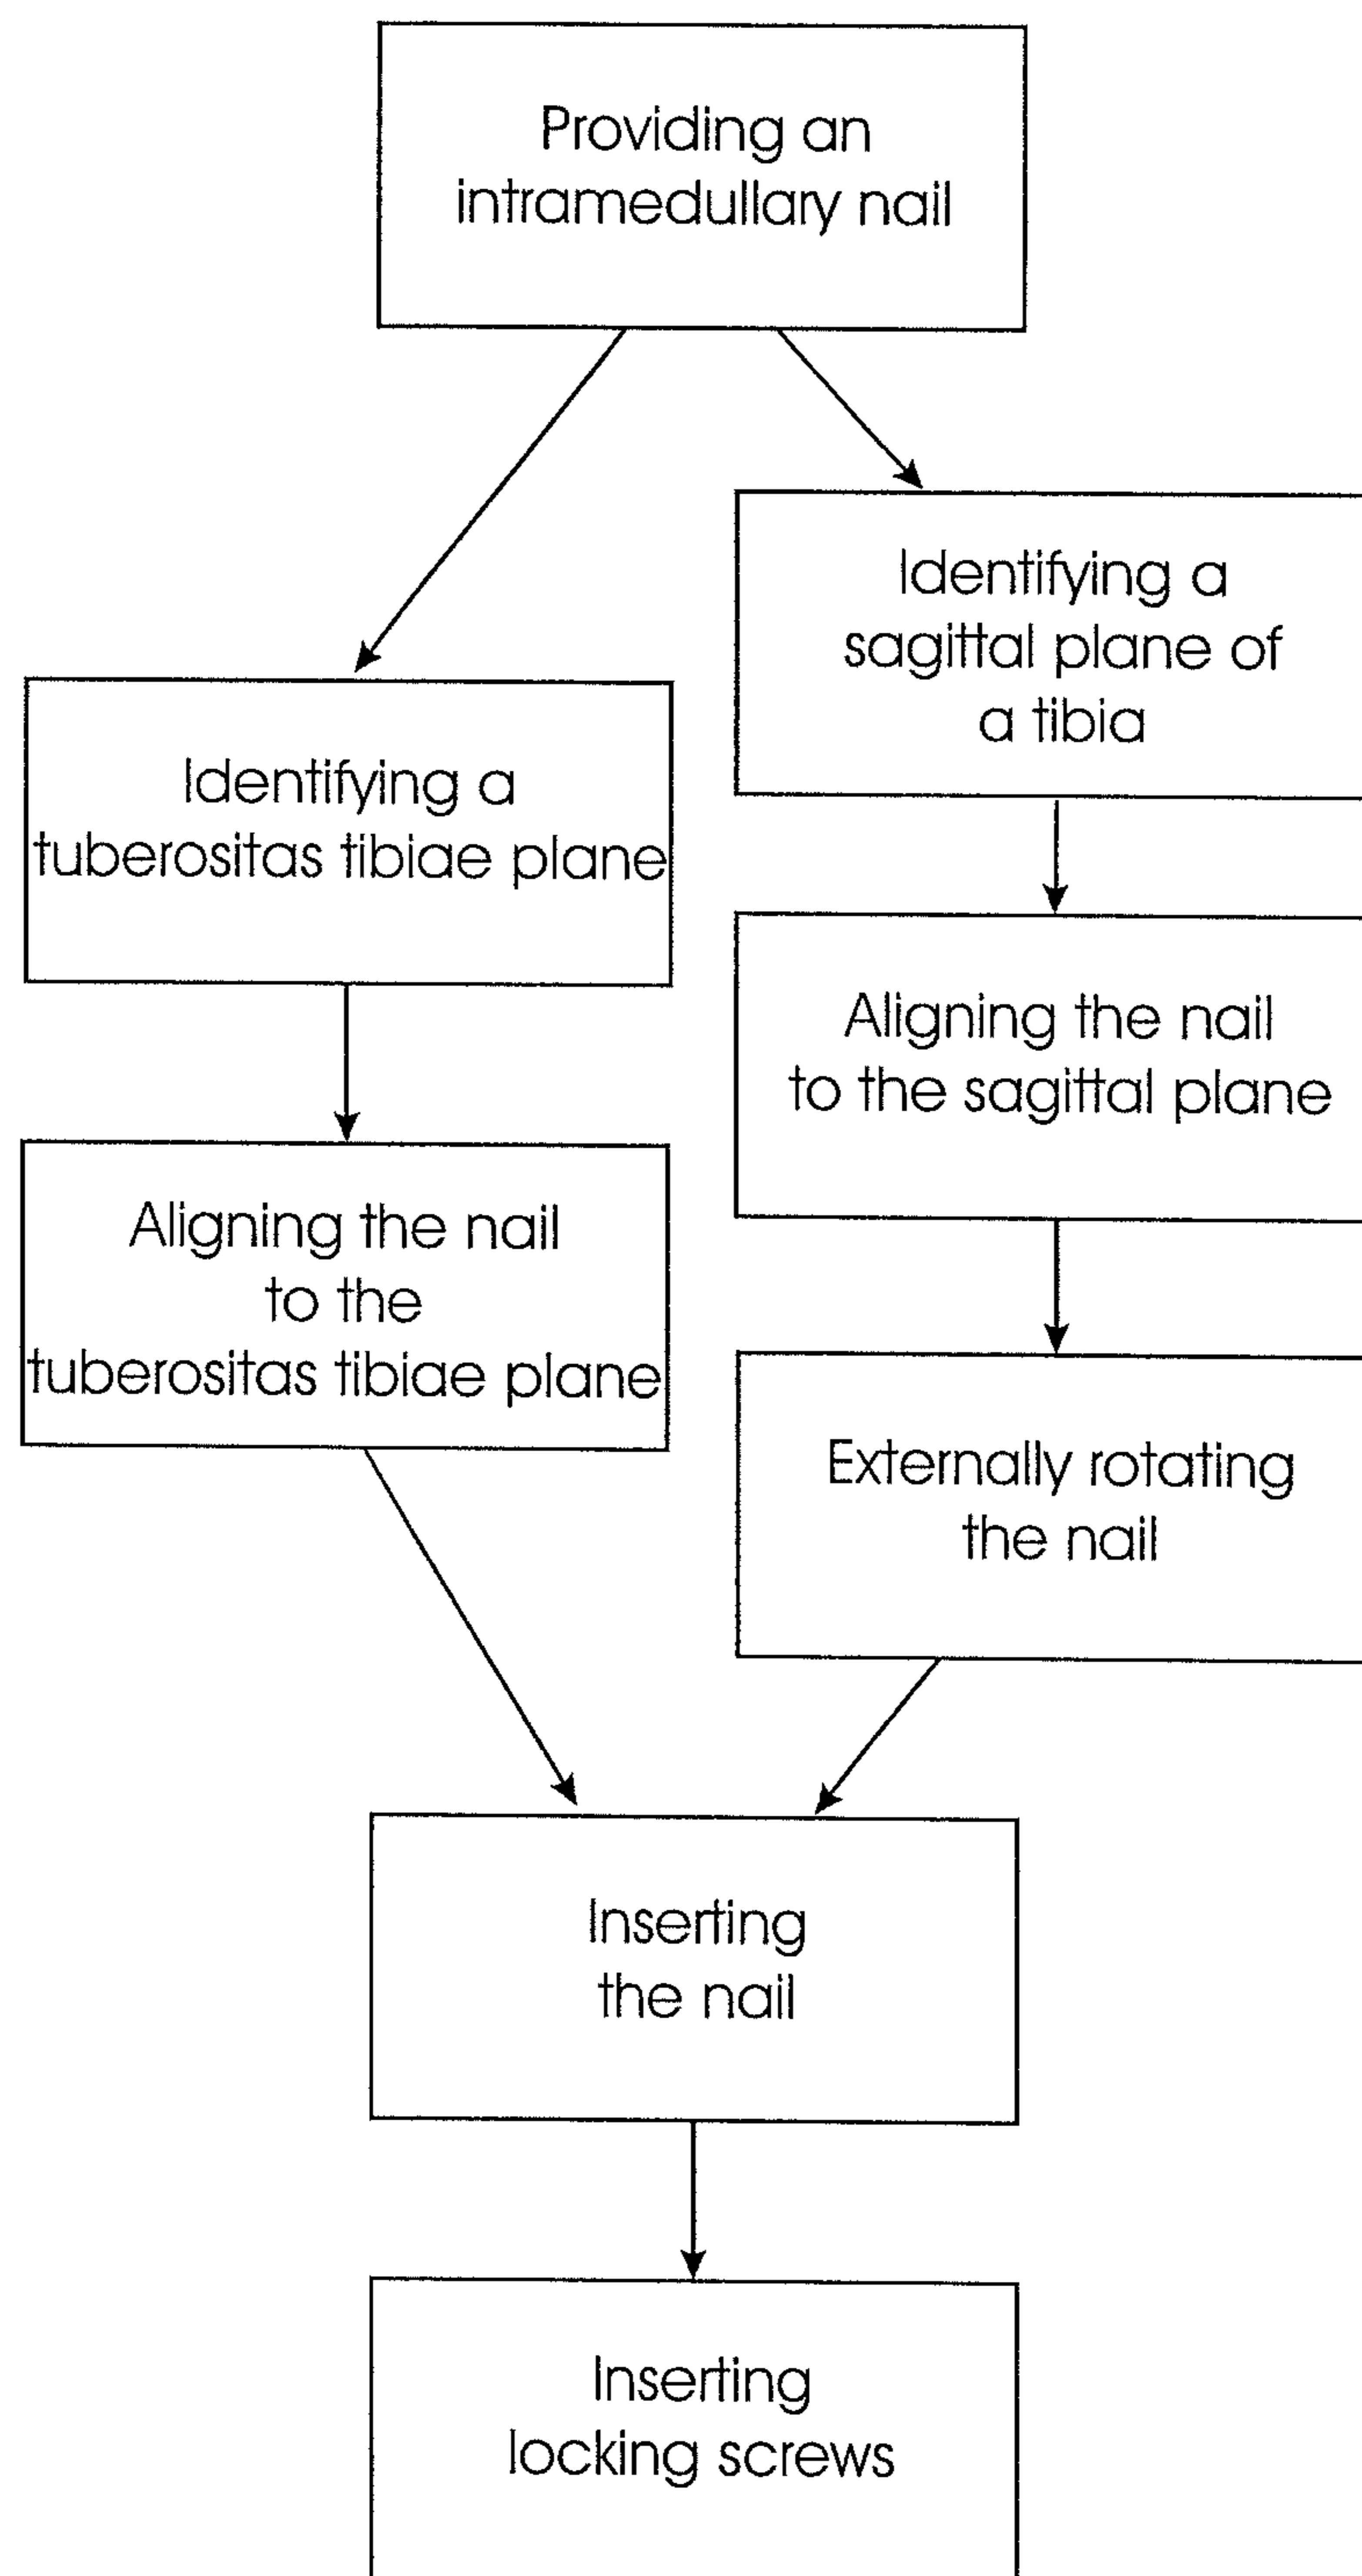 Providing an
intramedullary nail
Identifying a
sagittal plane of
a tibia
Identifying a
tuberositas tibiae plane
Aligning the nail
to the sagittal plane
Aligning the nail
to the
tuberositas tibiae plane
Externally rotating
the nail
Inserting
the nail
Inserting
locking screws